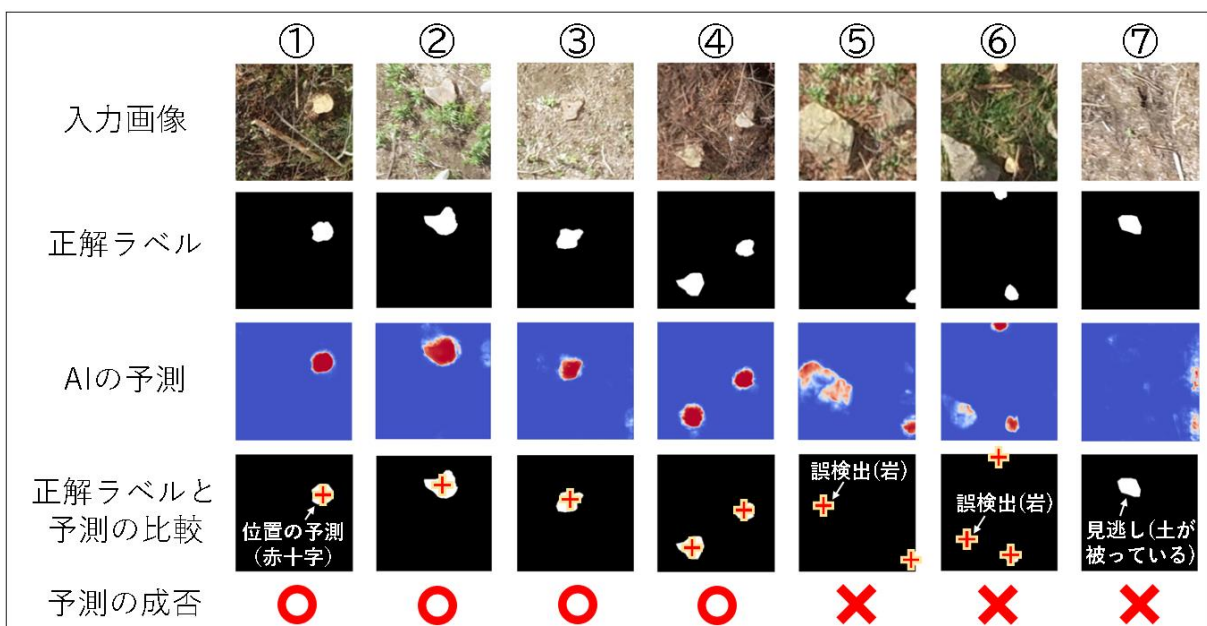 ① ② ③ ④ ⑤ ⑥ ⑦
入力画像
正解ラベル
AIの予測
正解ラベルと
予測の比較
位置の予測
(赤十字)
誤検出(岩)
誤検出(岩)
見逃し(土が
被っている)
予測の成否